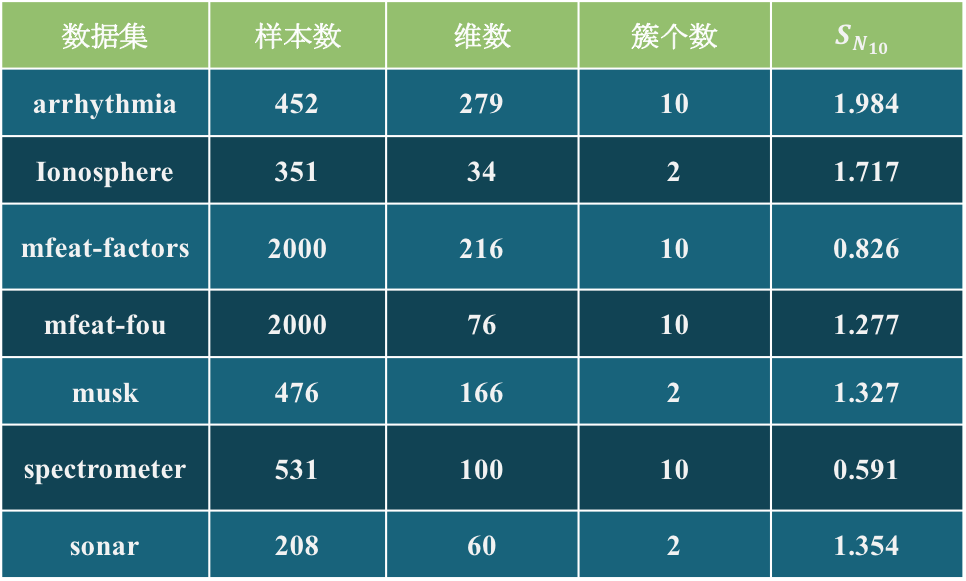 数据集 样本数 维数 簇个数 S_{N_{10}}
arrhythmia 452 279 10 1.984
Ionosphere 351 34 2 1.717
mfeat-factors 2000 216 10 0.826
mfeat-fou 2000 76 10 1.277
musk 476 166 2 1.327
spectrometer 531 100 10 0.591
sonar 208 60 2 1.354